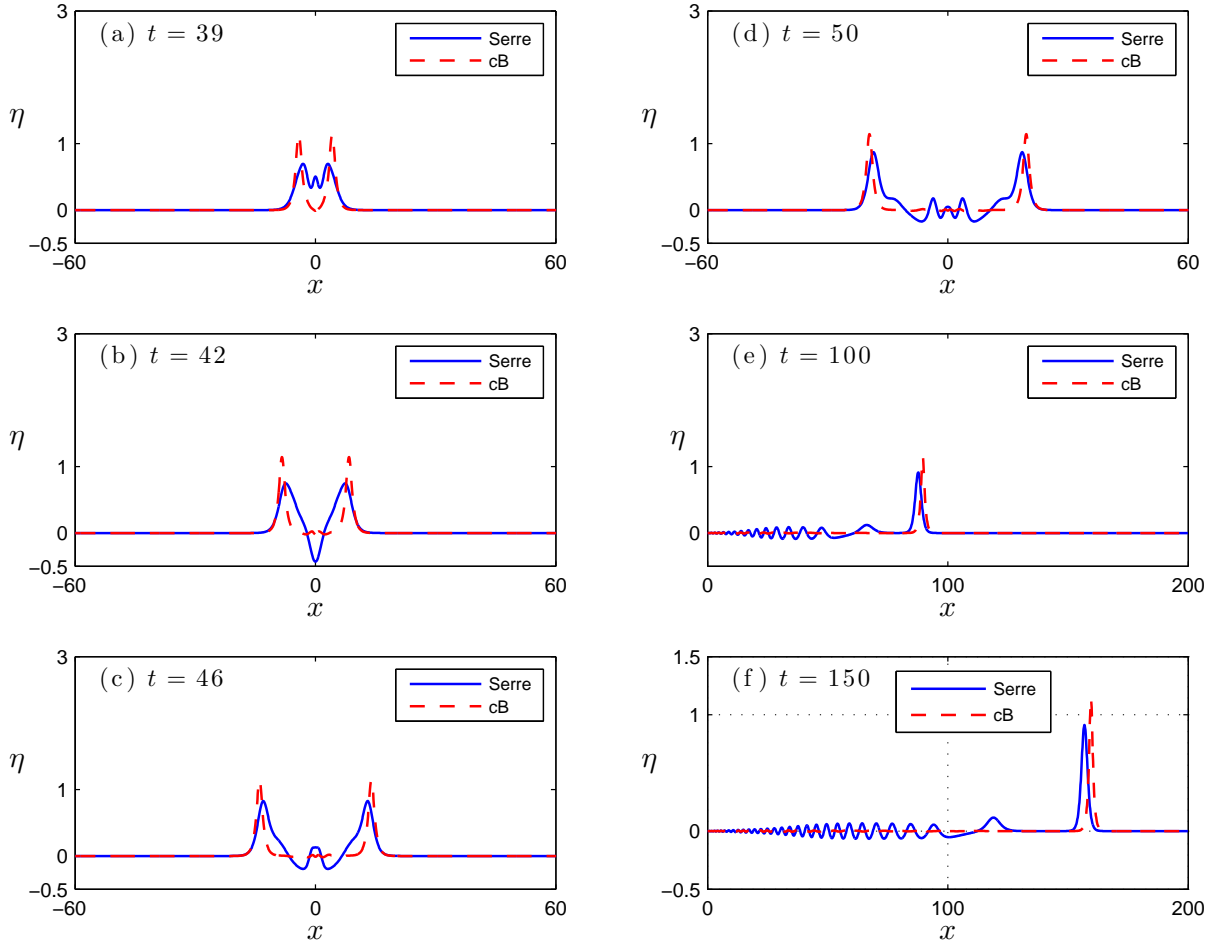 (a) t = 39
Serre
cB
η
3
1
0
−0.5
−60
0
60
x
(b) t = 42
Serre
cB
η
3
1
0
−0.5
−60
0
60
x
(c) t = 46
Serre
cB
η
3
1
0
−0.5
−60
0
60
x
(d) t = 50
Serre
cB
η
3
1
0
−0.5
−60
0
60
x
(e) t = 100
Serre
cB
η
3
1
0
−0.5
0
100
200
x
(f) t = 150
Serre
cB
η
1.5
1
0
−0.5
0
100
200
x